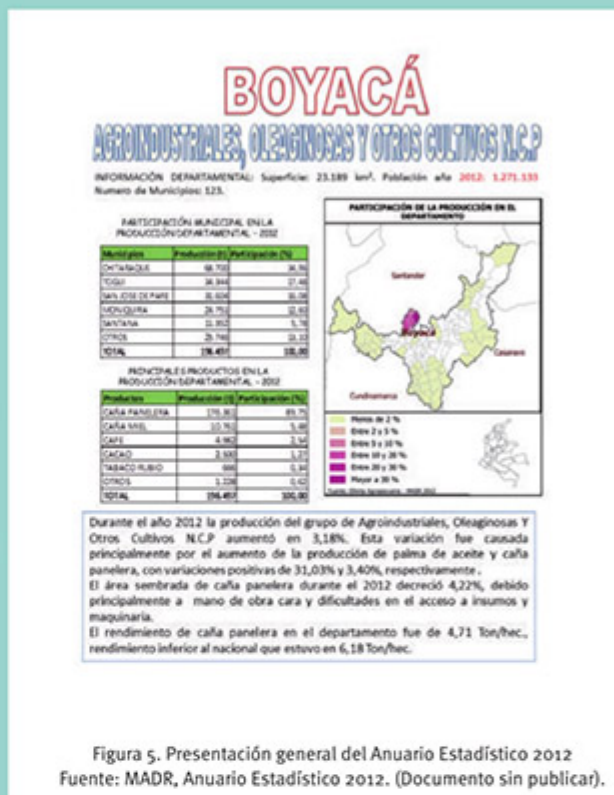 BOYACÁ
AGROINDUSTRIALES, OLEAGINOSAS Y OTROS CULTIVOS N.C.P
INFORMACIÓN DEPARTAMENTAL: Superficie: 23.189 km². Población año 2012: 1.271.133
Numero de Municipios: 123.
PARTICIPACIÓN MUNICIPAL EN LA
PRODUCCIÓN DEPARTAMENTAL - 2012
Municipios Producción (t) Participación (%)
CHITARAQUE 68.700
TOGUI 34.344
SAN JOSE DE PARE
MONIQUIRA
SANTANA
OTROS
TOTAL 196.457 100,00
PRINCIPALES PRODUCTOS EN LA
PRODUCCIÓN DEPARTAMENTAL - 2012
Productos Producción (t) Participación (%)
CAÑA PANELERA
CAÑA MIEL
CAFE
CACAO
TABACO RUBIO
OTROS
TOTAL 196.457 100,00
PARTICIPACIÓN DE LA PRODUCCIÓN EN EL
DEPARTAMENTO
Santander
Boyacá
Casanare
Cundinamarca
Menos de 2 %
Entre 2 y 5 %
Entre 5 y 10 %
Entre 10 y 20 %
Entre 20 y 30 %
Mayor a 30 %
Durante el año 2012 la producción del grupo de Agroindustriales, Oleaginosas Y
Otros Cultivos N.C.P aumentó en 3,18%. Esta variación fue causada
principalmente por el aumento de la producción de palma de aceite y caña
panelera, con variaciones positivas de 31,03% y 3,40%, respectivamente .
El área sembrada de caña panelera durante el 2012 decreció 4,22%, debido
principalmente a mano de obra cara y dificultades en el acceso a insumos y
maquinaria.
El rendimiento de caña panelera en el departamento fue de 4,71 Ton/hec.,
rendimiento inferior al nacional que estuvo en 6,18 Ton/hec.
Figura 5. Presentación general del Anuario Estadístico 2012
Fuente: MADR, Anuario Estadístico 2012. (Documento sin publicar).